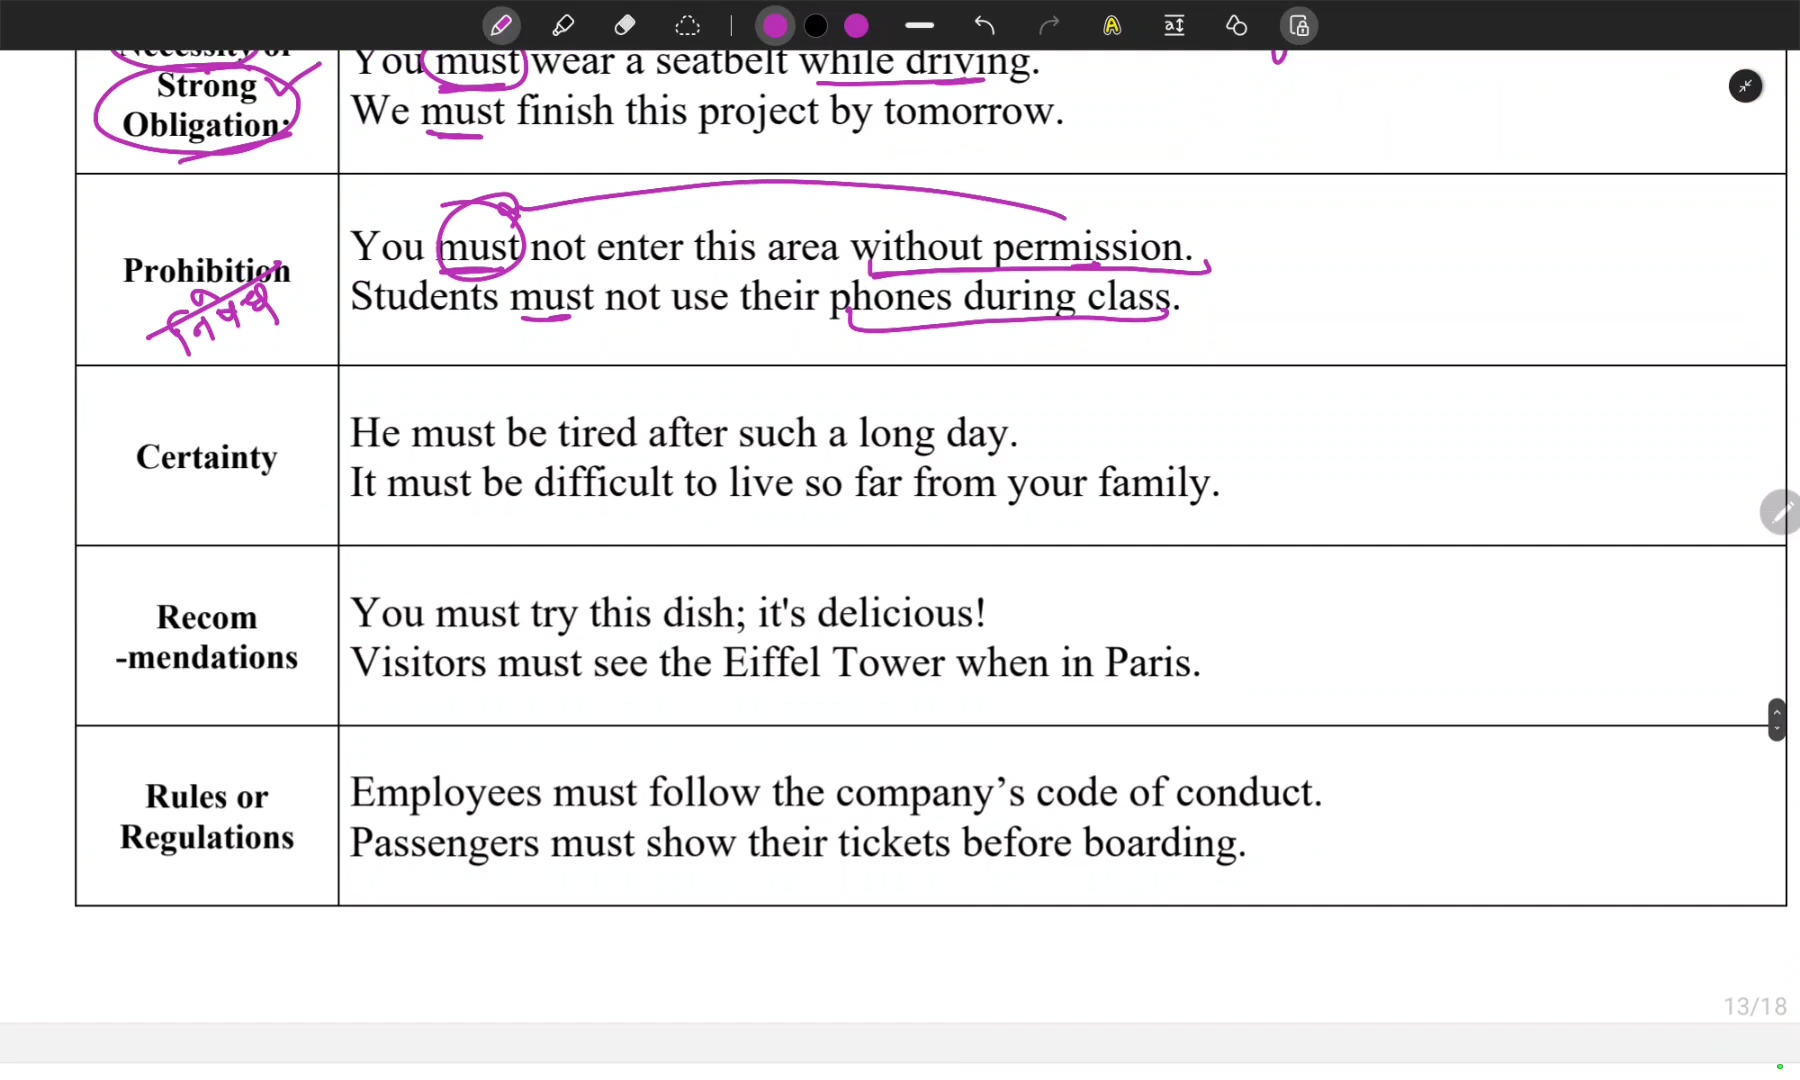 Necessity or
Strong
Obligation:
You must wear a seatbelt while driving.
We must finish this project by tomorrow.
Prohibition
You must not enter this area without permission.
Students must not use their phones during class.
Certainty
He must be tired after such a long day.
It must be difficult to live so far from your family.
Recom
-mendations
You must try this dish; it's delicious!
Visitors must see the Eiffel Tower when in Paris.
Rules or
Regulations
Employees must follow the company’s code of conduct.
Passengers must show their tickets before boarding.
13/18